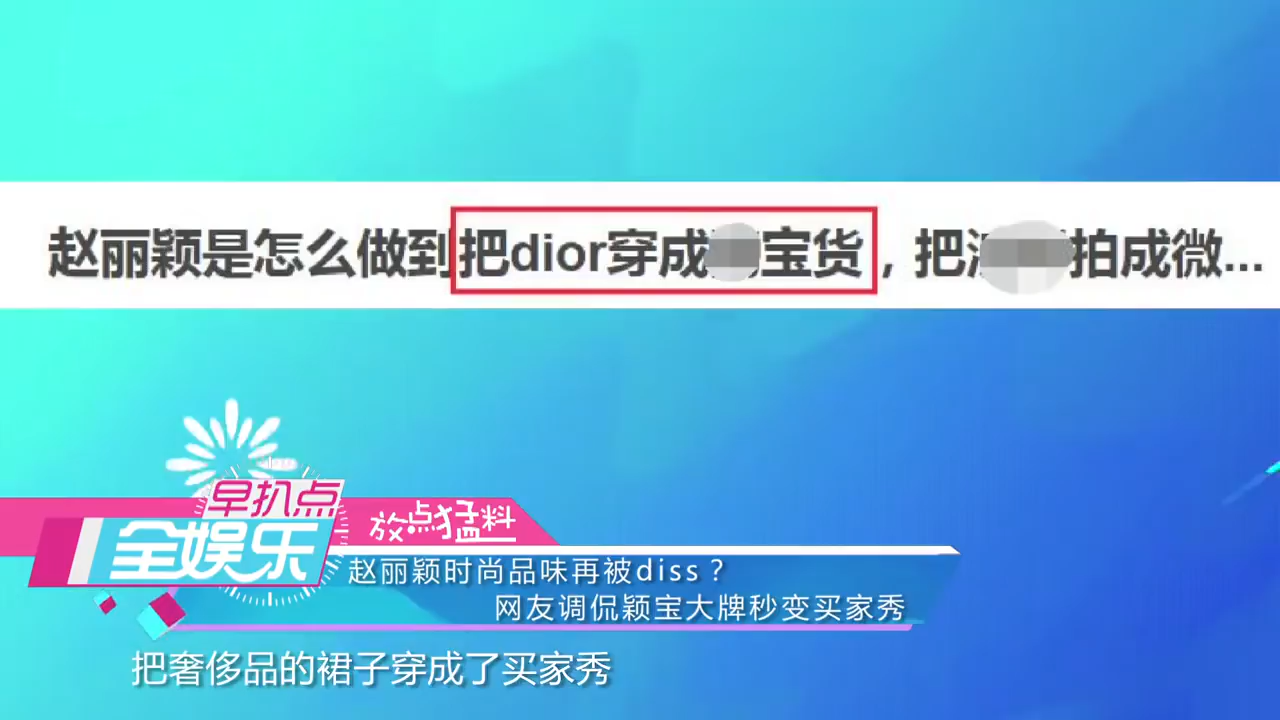 赵丽颖是怎么做到把dior穿成宝货，把拍成微...
早扒点
全娱乐
放点猛料
赵丽颖时尚品味再被diss？
网友调侃颖宝大牌秒变买家秀
把奢侈品的裙子穿成了买家秀